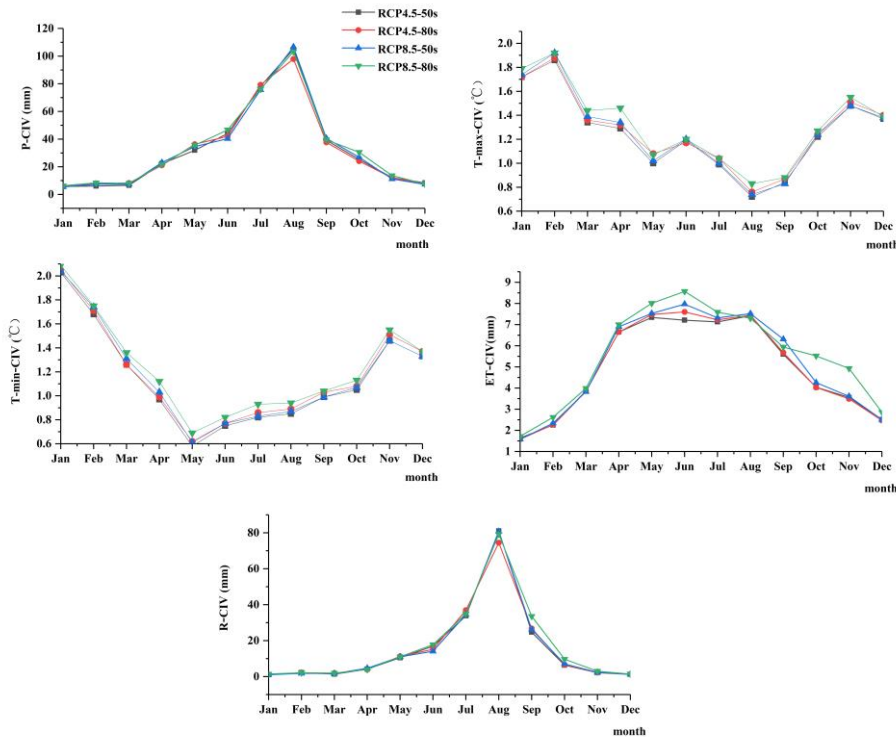 RCP4.5-50s
RCP4.5-80s
RCP8.5-50s
RCP8.5-80s
P-CIV (mm)
120
100
80
60
40
20
0
Jan Feb Mar Apr May Jun Jul Aug Sep Oct Nov Dec
month
T-max-CIV (℃)
2.0
1.8
1.6
1.4
1.2
1.0
0.8
0.6
Jan Feb Mar Apr May Jun Jul Aug Sep Oct Nov Dec
month
T-min-CIV (℃)
2.0
1.8
1.6
1.4
1.2
1.0
0.8
0.6
Jan Feb Mar Apr May Jun Jul Aug Sep Oct Nov Dec
month
ET-CIV(mm)
9
8
7
6
5
4
3
2
1
Jan Feb Mar Apr May Jun Jul Aug Sep Oct Nov Dec
month
R-CIV (mm)
80
60
40
20
0
Jan Feb Mar Apr May Jun Jul Aug Sep Oct Nov Dec
month